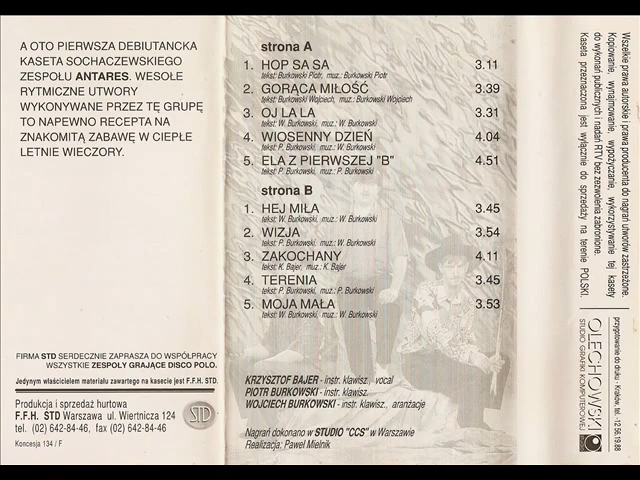 A OTO PIERWSZA DEBIUTANCKA
KASETA SOCHACZEWSKIEGO
ZESPOŁU ANTARES. WESOŁE
RYTMICZNE UTWORY
WYKONYWANE PRZEZ TĘ GRUPĘ
TO NAPEWNO RECEPTA NA
ZNAKOMITĄ ZABAWĘ W CIEPŁE
LETNIE WIECZORY.
FIRMA STD SERDECZNIE ZAPRASZA DO WSPÓŁPRACY
WSZYSTKIE ZESPOŁY GRAJĄCE DISCO POLO.
Jedynym właścicielem materiału zawartego na kasecie jest F.F.H. STD.
Produkcja i sprzedaż hurtowa
F.F.H. STD Warszawa ul. Wiertnicza 124
tel. (02) 642-84-46, fax (02) 642-84-46
STD
Koncesja 134 / F
strona A
1. HOP SA SA 3.11
tekst: Burkowski Piotr, muz.: Burkowski Piotr
2. GORĄCA MIŁOŚĆ 3.39
tekst: Burkowski Wojciech, muz.: Burkowski Wojciech
3. OJ LA LA 3.31
tekst: W. Burkowski, muz.: W. Burkowski
4. WIOSENNY DZIEŃ 4.04
tekst: P. Burkowski, muz.: W. Burkowski
5. ELA Z PIERWSZEJ "B" 4.51
tekst: P. Burkowski, muz.: P. Burkowski
strona B
1. HEJ MIŁA 3.45
tekst: W. Burkowski, muz.: W. Burkowski
2. WIZJA 3.54
tekst: P. Burkowski, muz.: W. Burkowski
3. ZAKOCHANY 4.11
tekst: K. Bajer, muz.: K. Bajer
4. TERENIA 3.45
tekst: P. Burkowski, muz.: P. Burkowski
5. MOJA MAŁA 3.53
tekst: W. Burkowski, muz.: W. Burkowski
KRZYSZTOF BAJER - instr. klawisz., vocal
PIOTR BURKOWSKI - instr. klawisz.
WOJCIECH BURKOWSKI - instr. klawisz., aranżacje
Nagrań dokonano w STUDIO "CCS" w Warszawie
Realizacja: Paweł Mielnik
Wszelkie prawa autorskie i prawa producenta do nagrań utworów zastrzeżone.
Kopiowanie, wynajmowanie, wypożyczanie, wykorzystywanie tej kasety
do wykonań publicznych i nadań RTV bez zezwolenia zabronione.
Kaseta przeznaczona jest wyłącznie do sprzedaży na terenie POLSKI.
przygotowanie do druku - Kraków, tel. - 12 56.19.88
OLECHOWSKI
STUDIO GRAFIKI KOMPUTEROWEJ